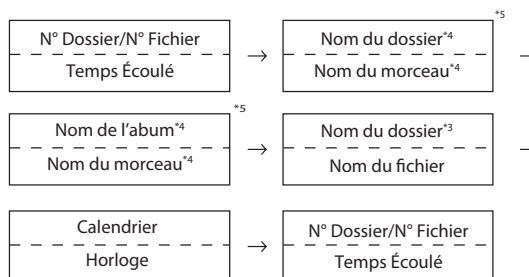 N° Dossier/N° Fichier
Temps Écoulé
→
Nom du dossier*4
Nom du morceau*4
*5
Nom de l'abum*4
Nom du morceau*4
*5
→
Nom du dossier*3
Nom du fichier
Calendrier
Horloge
→
N° Dossier/N° Fichier
Temps Écoulé